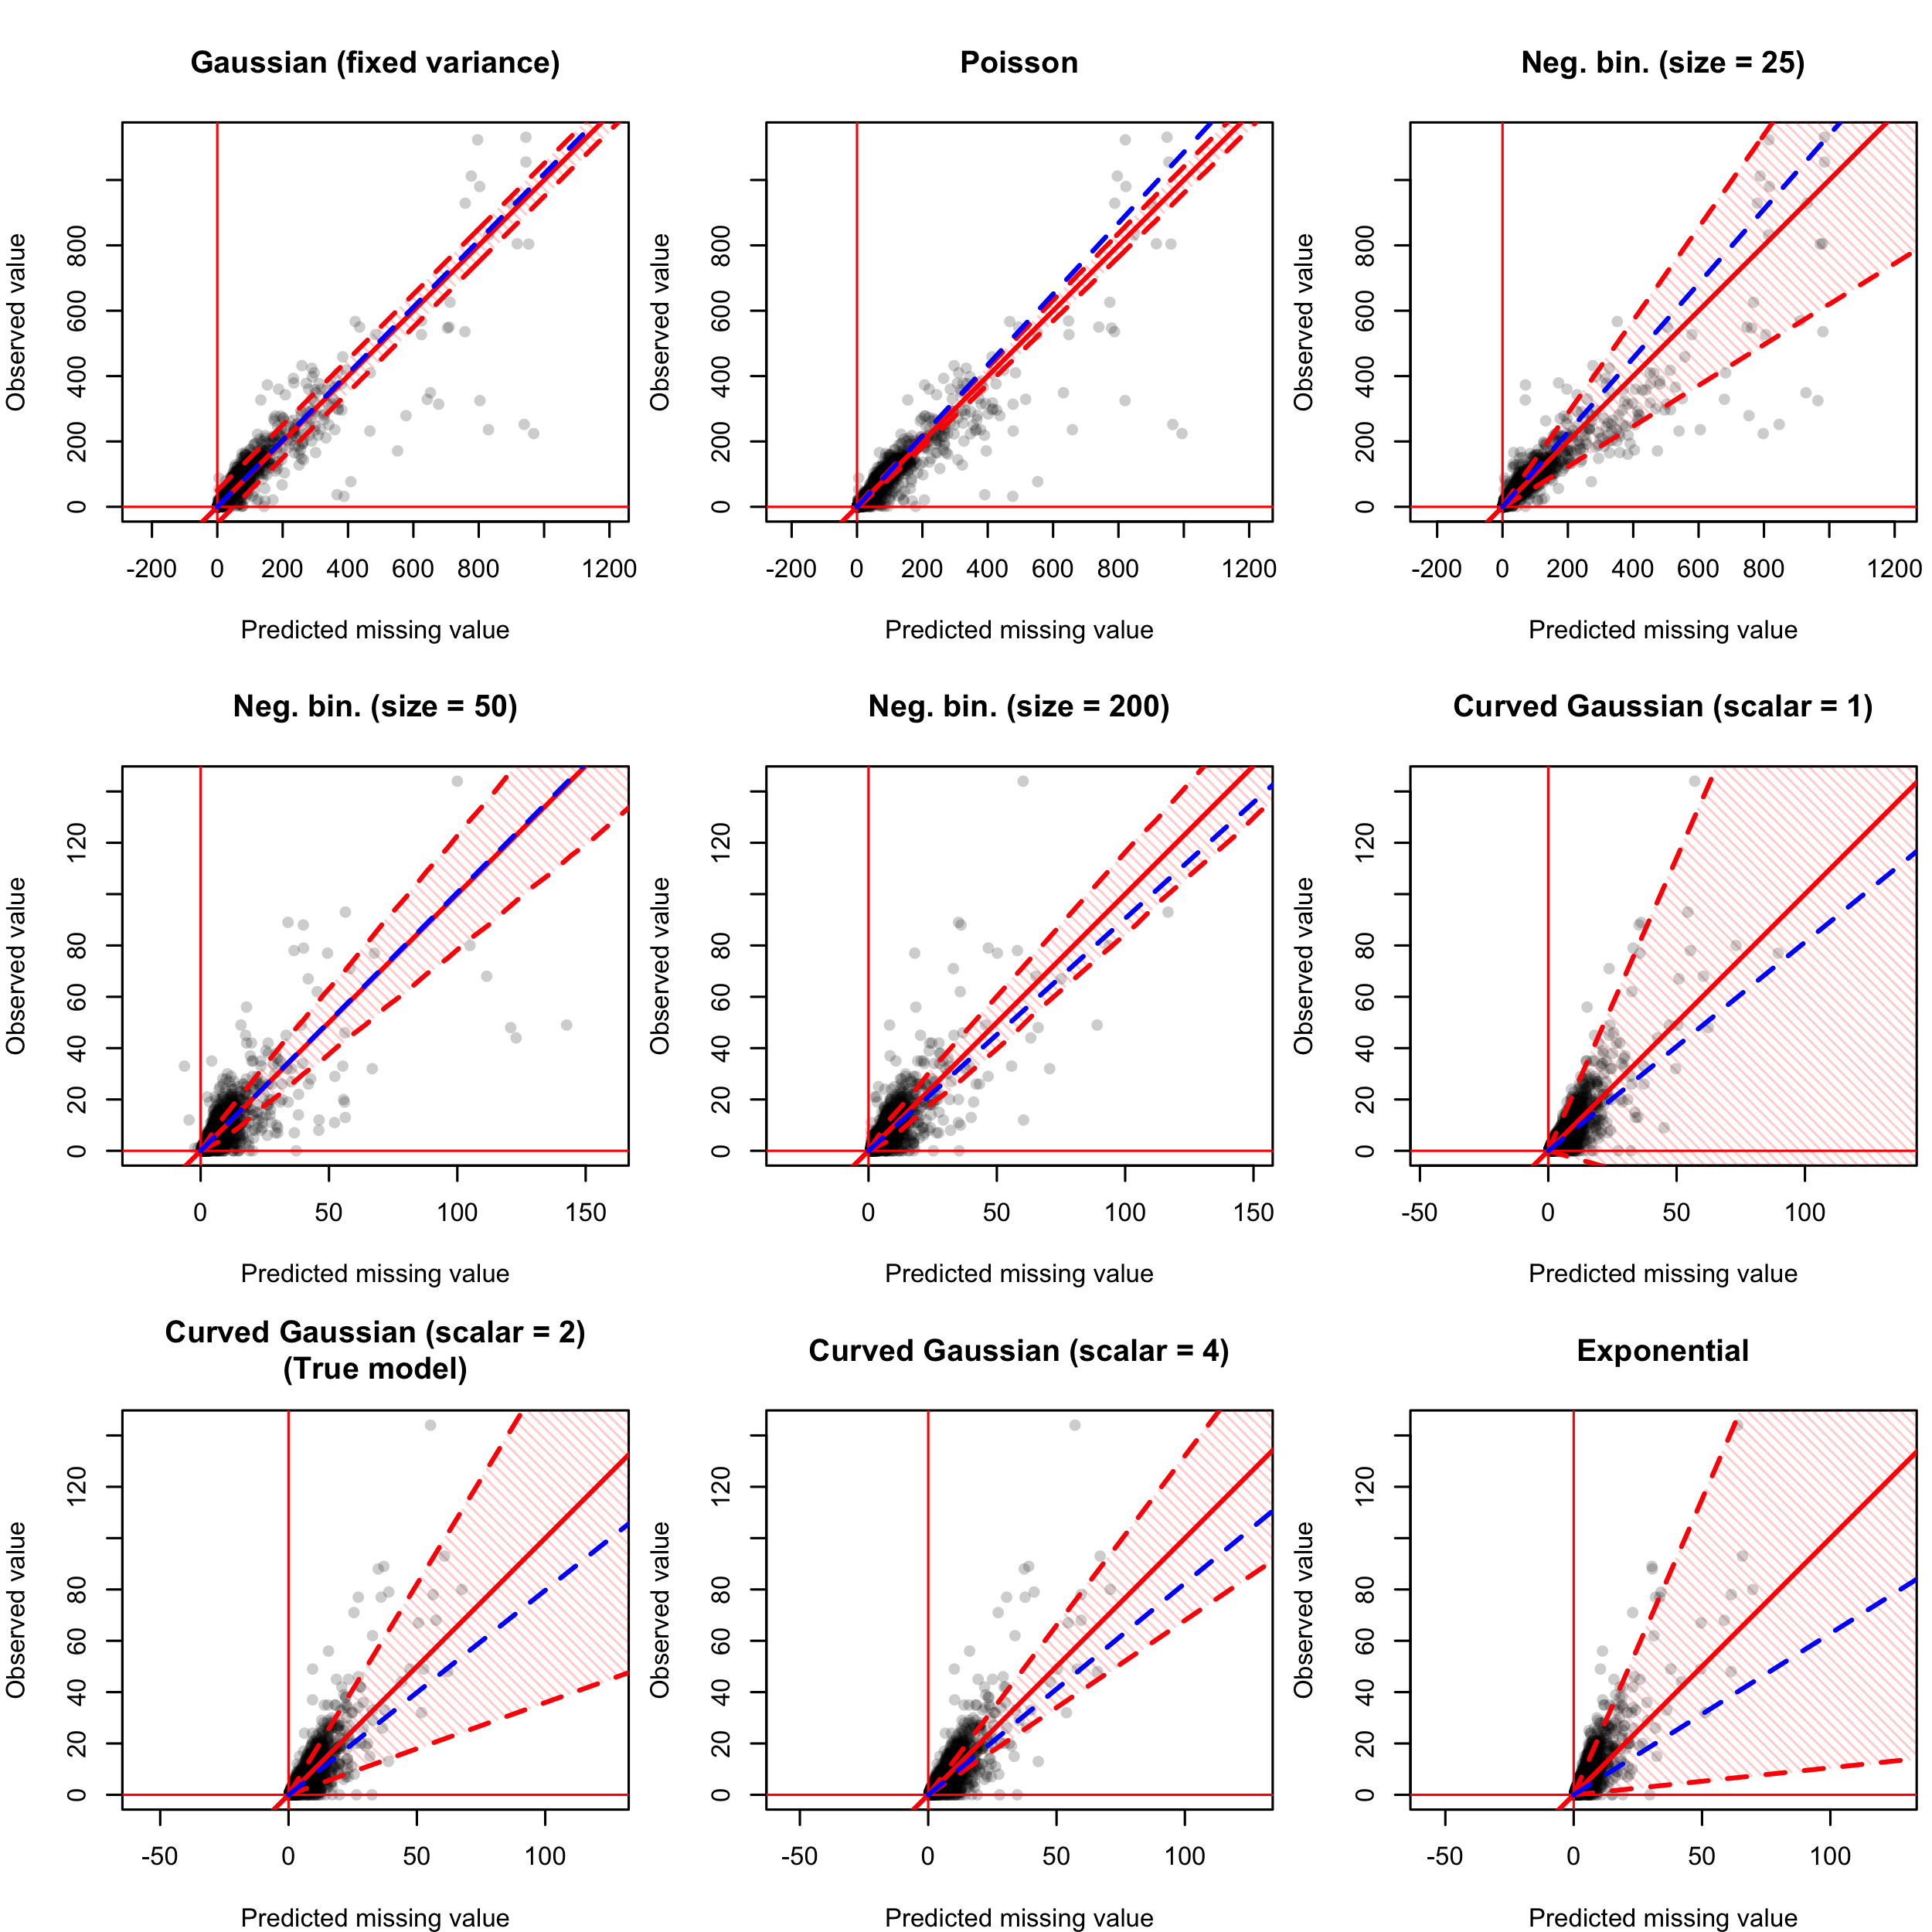 Gaussian (fixed variance)
Observed value
0 200 400 600 800
-200 0 200 400 600 800 1200
Predicted missing value
Poisson
Observed value
0 200 400 600 800
-200 0 200 400 600 800 1200
Predicted missing value
Neg. bin. (size = 25)
Observed value
0 200 400 600 800
-200 0 200 400 600 800 1200
Predicted missing value
Neg. bin. (size = 50)
Observed value
0 20 40 60 80 120
0 50 100 150
Predicted missing value
Neg. bin. (size = 200)
Observed value
0 20 40 60 80 120
0 50 100 150
Predicted missing value
Curved Gaussian (scalar = 1)
Observed value
0 20 40 60 80 120
-50 0 50 100
Predicted missing value
Curved Gaussian (scalar = 2)
(True model)
Observed value
0 20 40 60 80 120
-50 0 50 100
Predicted missing value
Curved Gaussian (scalar = 4)
Observed value
0 20 40 60 80 120
-50 0 50 100
Predicted missing value
Exponential
Observed value
0 20 40 60 80 120
-50 0 50 100
Predicted missing value